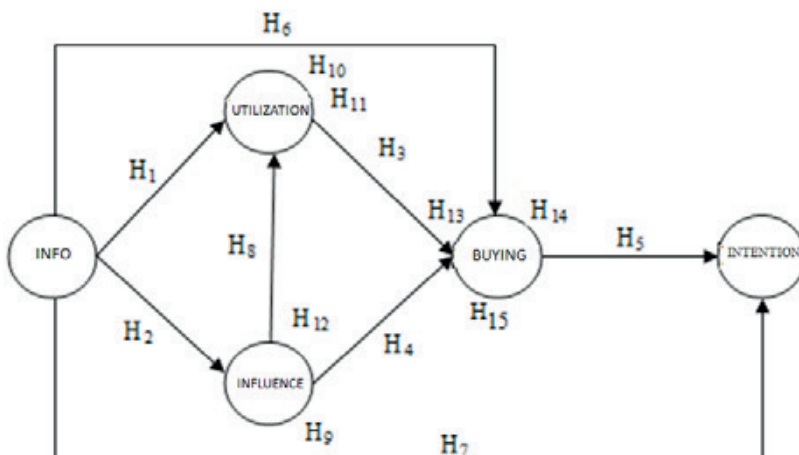 H6
H10
UTILIZATION
H11
H1
H3
H13
H14
INFO
H8
BUYING
H5
INTENTION
H2
H12
H15
H4
INFLUENCE
H9
H7